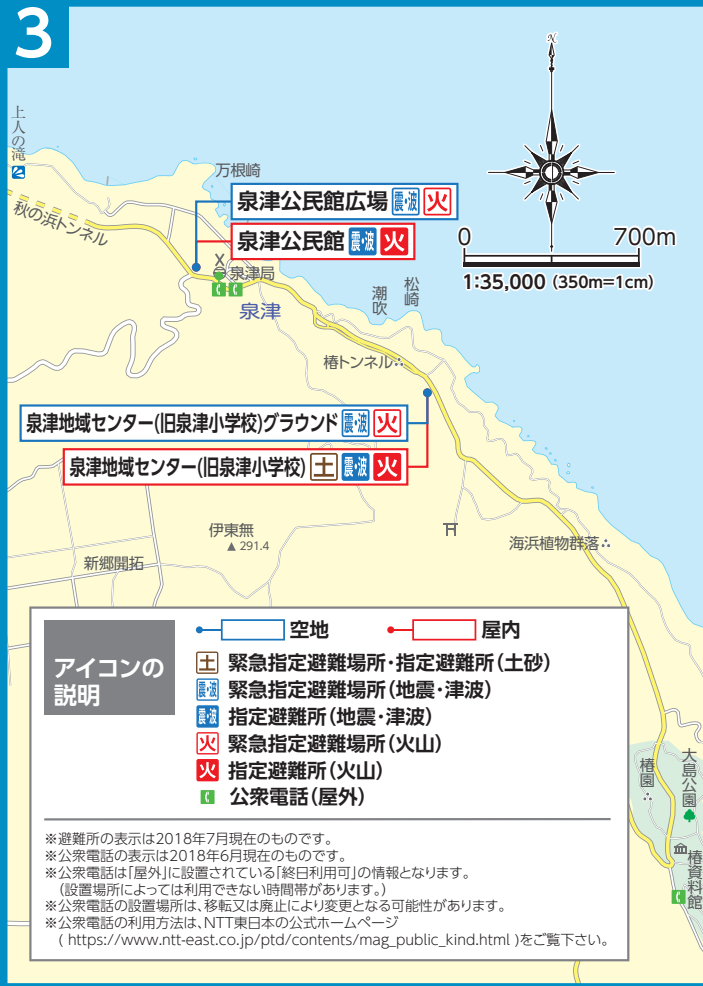 3
N
上人の滝
万根崎
秋の浜トンネル
泉津公民館広場 震・波 火
泉津公民館 震・波 火
0 700m
1:35,000 (350m=1cm)
泉津局
泉津
潮吹
松崎
椿トンネル
泉津地域センター(旧泉津小学校)グラウンド 震・波 火
泉津地域センター(旧泉津小学校) 土 震・波 火
伊東無
▲ 291.4
新郷開拓
海浜植物群落
アイコンの
説明
空地 屋内
土 緊急指定避難場所・指定避難所(土砂)
震・波 緊急指定避難場所(地震・津波)
震・波 指定避難所(地震・津波)
火 緊急指定避難場所(火山)
火 指定避難所(火山)
公衆電話(屋外)
※避難所の表示は2018年7月現在のものです。
※公衆電話の表示は2018年6月現在のものです。
※公衆電話は「屋外」に設置されている「終日利用可」の情報となります。
(設置場所によっては利用できない時間帯があります。)
※公衆電話の設置場所は、移転又は廃止により変更となる可能性があります。
※公衆電話の利用方法は、NTT東日本の公式ホームページ
( https://www.ntt-east.co.jp/ptd/contents/mag_public_kind.html )をご覧下さい。
椿園
大島公園
椿資料館